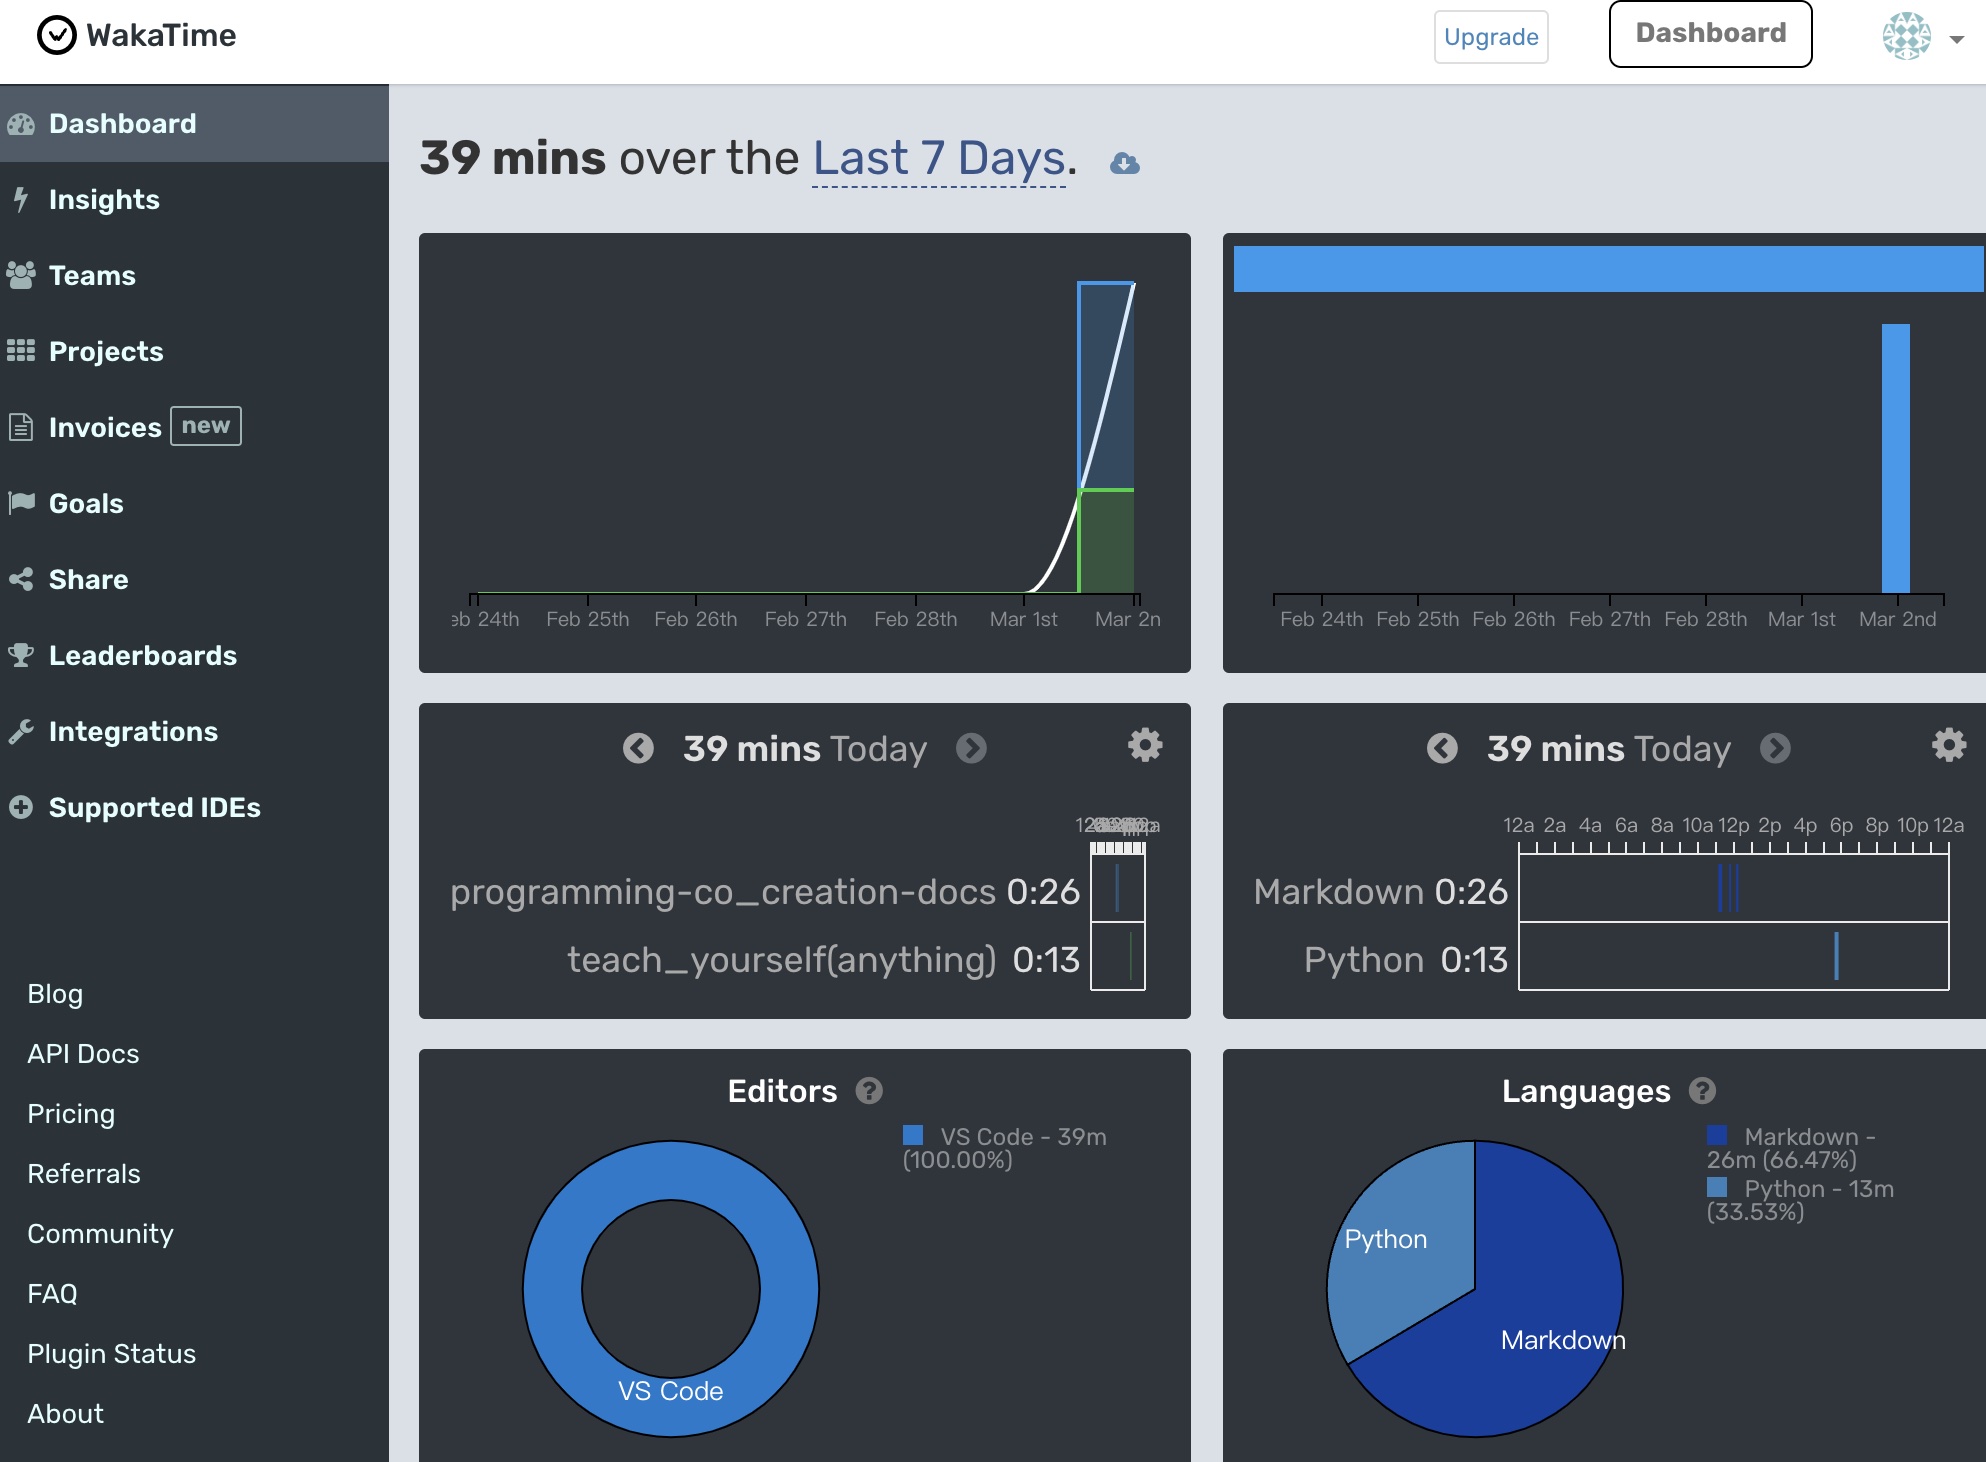 WakaTime
Upgrade
Dashboard
Dashboard
Insights
Teams
Projects
Invoices new
Goals
Share
Leaderboards
Integrations
Supported IDEs
Blog
API Docs
Pricing
Referrals
Community
FAQ
Plugin Status
About
39 mins over the Last 7 Days.
eb 24th Feb 25th Feb 26th Feb 27th Feb 28th Mar 1st Mar 2n
Feb 24th Feb 25th Feb 26th Feb 27th Feb 28th Mar 1st Mar 2nd
39 mins Today
programming-co_creation-docs 0:26
teach_yourself(anything) 0:13
39 mins Today
12a 2a 4a 6a 8a 10a 12p 2p 4p 6p 8p 10p 12a
Markdown 0:26
Python 0:13
Editors ?
VS Code - 39m
(100.00%)
VS Code
Languages ?
Markdown -
26m (66.47%)
Python - 13m
(33.53%)
Python
Markdown